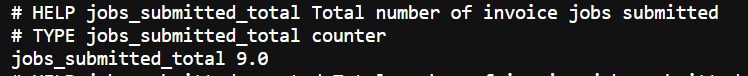 # HELP jobs_submitted_total Total number of invoice jobs submitted
# TYPE jobs_submitted_total counter
jobs_submitted_total 9.0